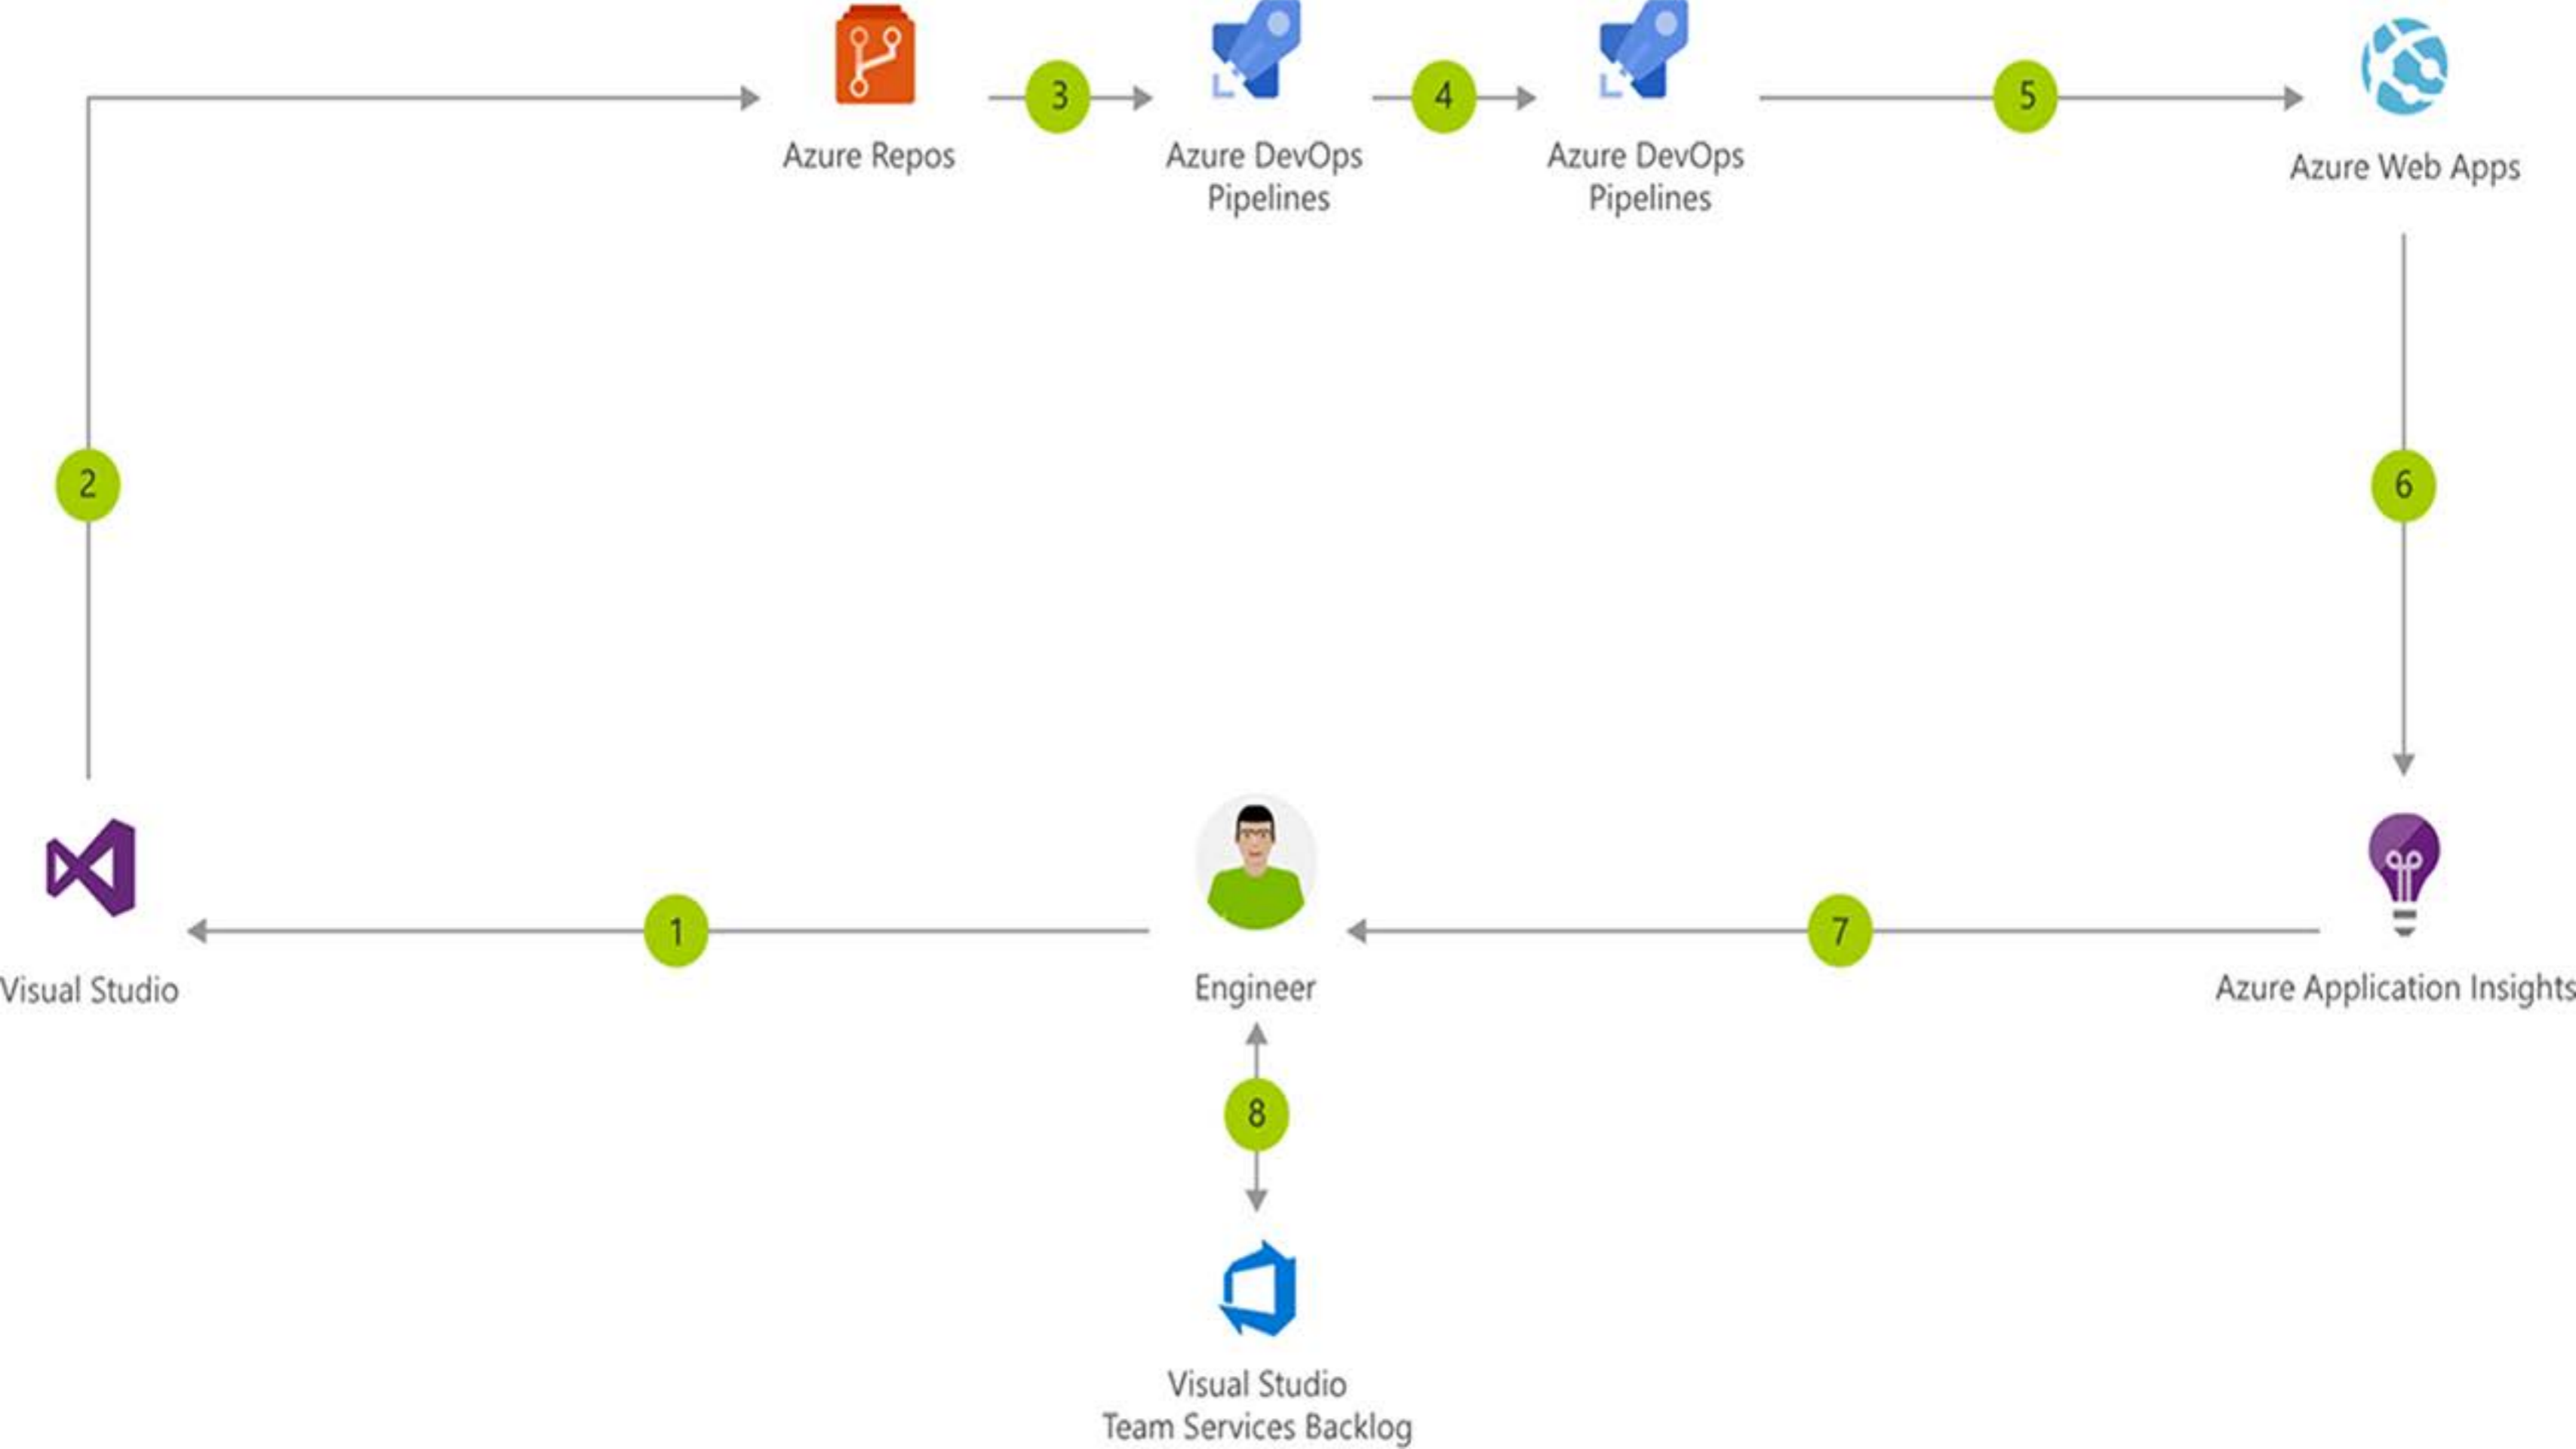 3
4
5
Azure Repos
Azure DevOps
Pipelines
Azure DevOps
Pipelines
Azure Web Apps
2
6
1
7
Visual Studio
Engineer
Azure Application Insights
8
Visual Studio
Team Services Backlog